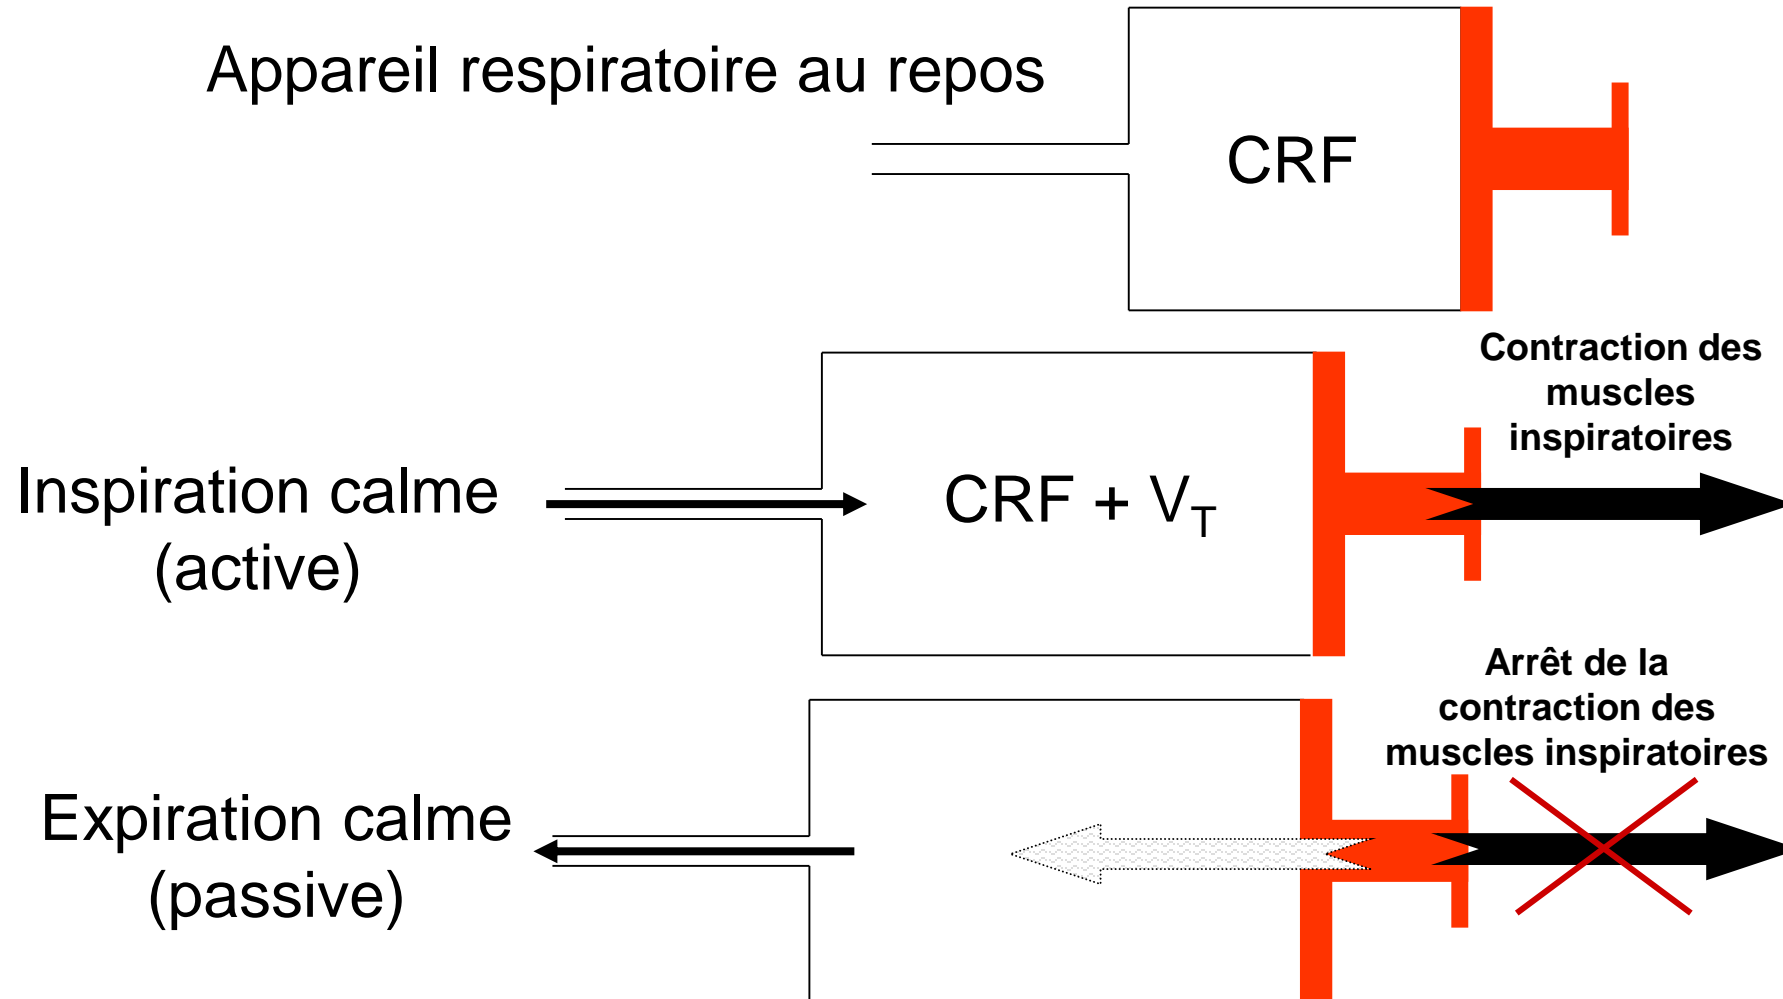 Appareil respiratoire au repos
CRF
Contraction des
muscles
inspiratoires
Inspiration calme
(active)
CRF + V_T
Arrêt de la
contraction des
muscles inspiratoires
Expiration calme
(passive)